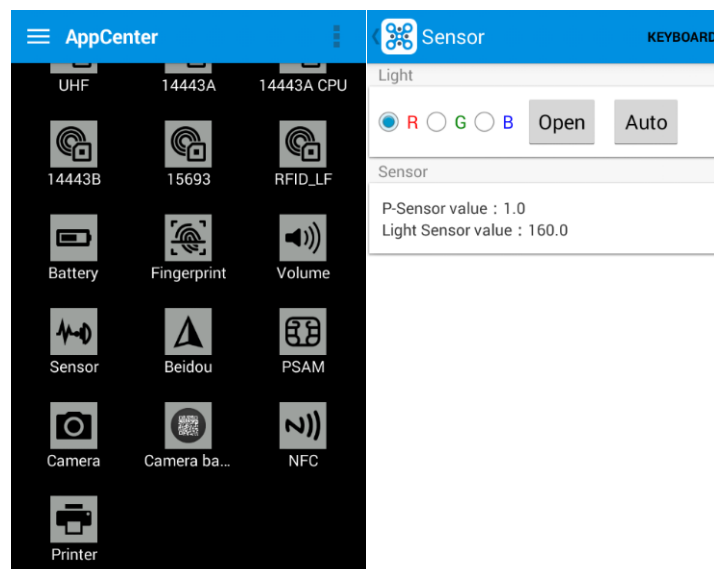 AppCenter
UHF
14443A
14443A CPU
14443B
15693
RFID_LF
Battery
Fingerprint
Volume
Sensor
Beidou
PSAM
Camera
Camera ba...
NFC
Printer
Sensor
KEYBOARD
Light
R
G
B
Open
Auto
Sensor
P-Sensor value：1.0
Light Sensor value：160.0